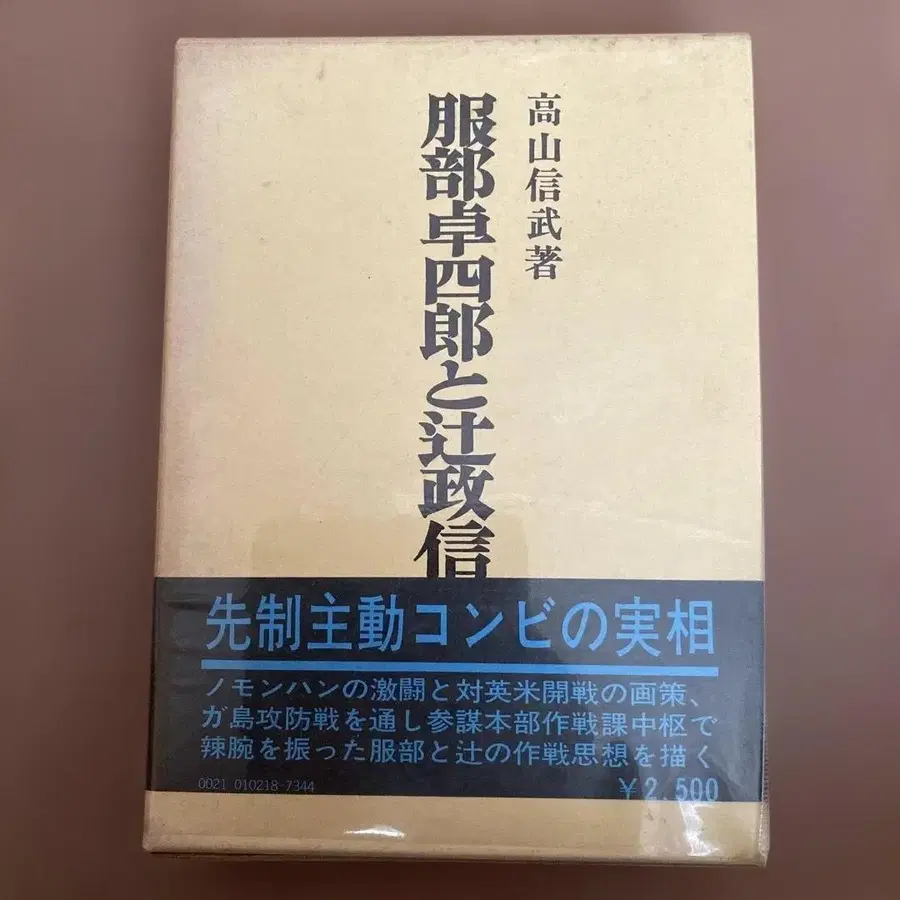 高山信武著
服部卓四郎と辻政信
先制主動コンビの実相
ノモンハンの激闘と対英米開戦の画策、
ガ島攻防戦を通し参謀本部作戦課中枢で
辣腕を振った服部と辻の作戦思想を描く
0021 010218-7344
￥2,500